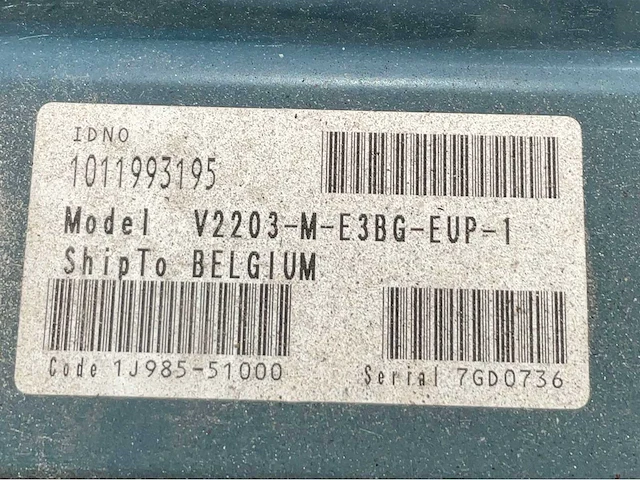 IDNO
1011993195
Model V2203-M-E3BG-EUP-1
ShipTo BELGIUM
Code 1J985-51000 Serial 7GD0736